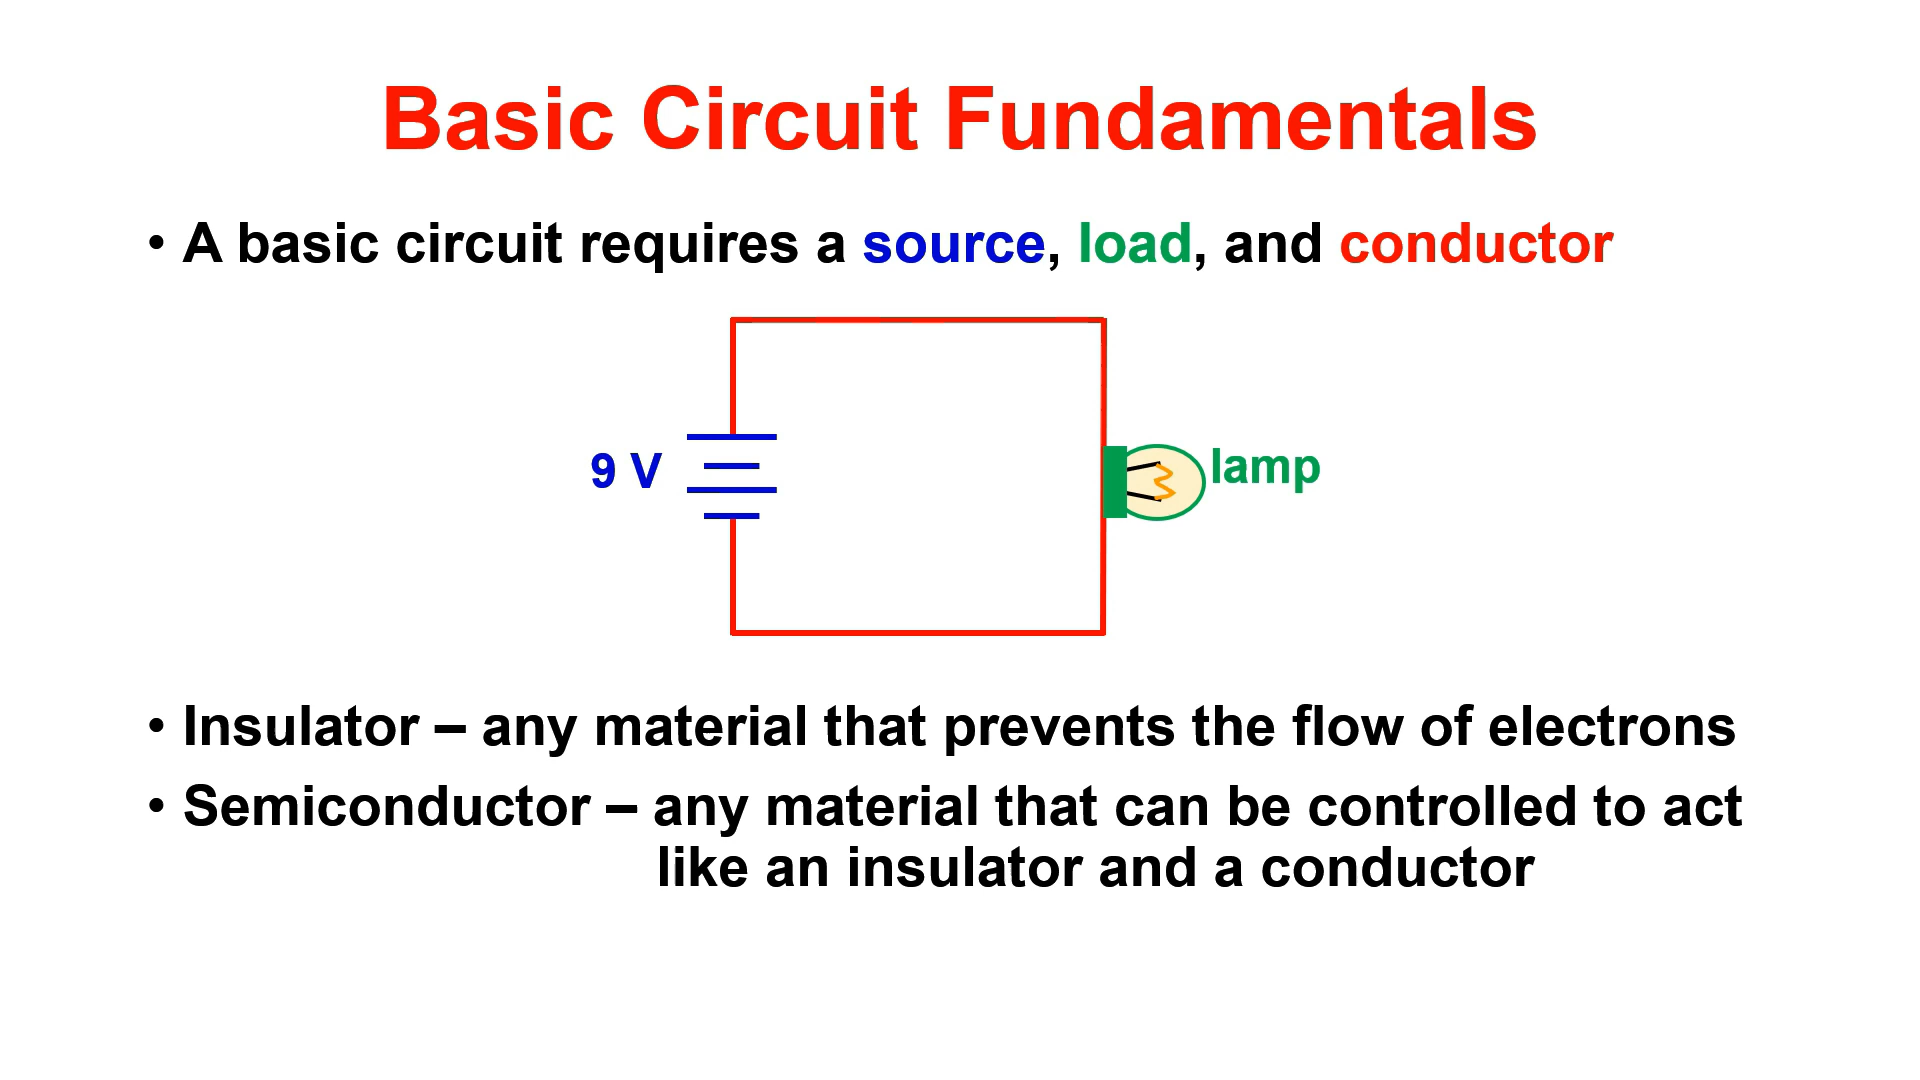 Basic Circuit Fundamentals
• A basic circuit requires a source, load, and conductor
9 V
lamp
• Insulator – any material that prevents the flow of electrons
• Semiconductor – any material that can be controlled to act
like an insulator and a conductor